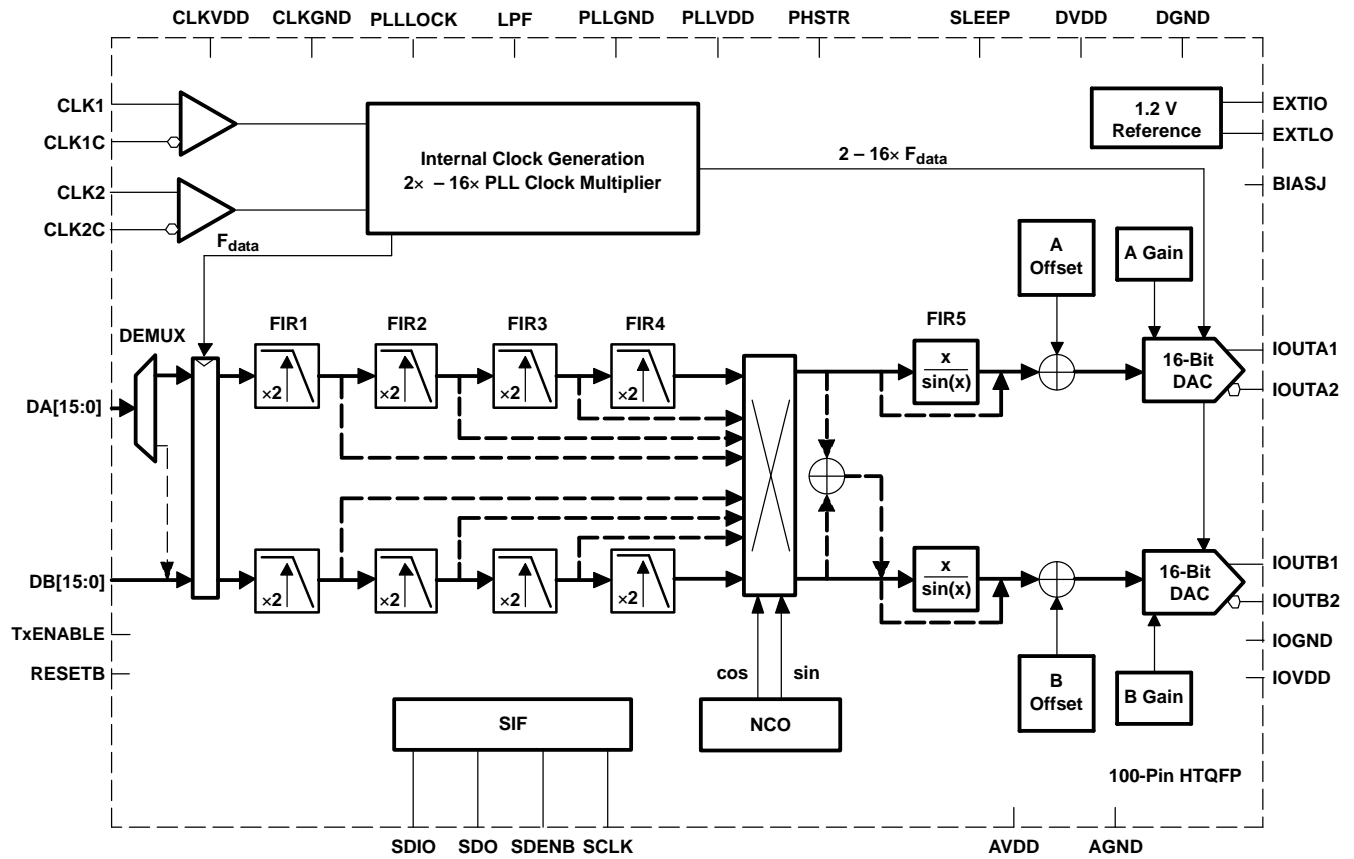 CLKVDD
CLKGND
PLLLOCK
LPF
PLLGND
PLLVDD
PHSTR
SLEEP
DVDD
DGND
CLK1
CLK1C
CLK2
CLK2C
Internal Clock Generation
2× – 16× PLL Clock Multiplier
2 – 16× Fdata
1.2 V
Reference
EXTIO
EXTLO
BIASJ
Fdata
A
Offset
A Gain
DEMUX
FIR1
FIR2
FIR3
FIR4
FIR5
×2
×2
×2
×2
x
sin(x)
16-Bit
DAC
IOUTA1
IOUTA2
DA[15:0]
DB[15:0]
×2
×2
×2
×2
x
sin(x)
16-Bit
DAC
IOUTB1
IOUTB2
TxENABLE
RESETB
IOGND
IOVDD
cos
sin
B
Offset
B Gain
SIF
NCO
100-Pin HTQFP
SDIO
SDO
SDENB
SCLK
AVDD
AGND